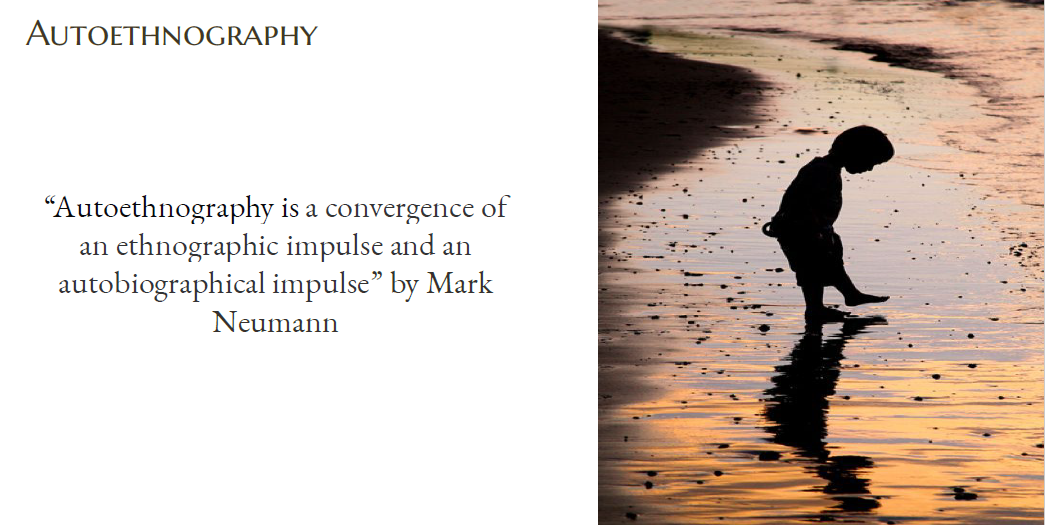 AUTOETHNOGRAPHY
“Autoethnography is a convergence of
an ethnographic impulse and an
autobiographical impulse” by Mark
Neumann